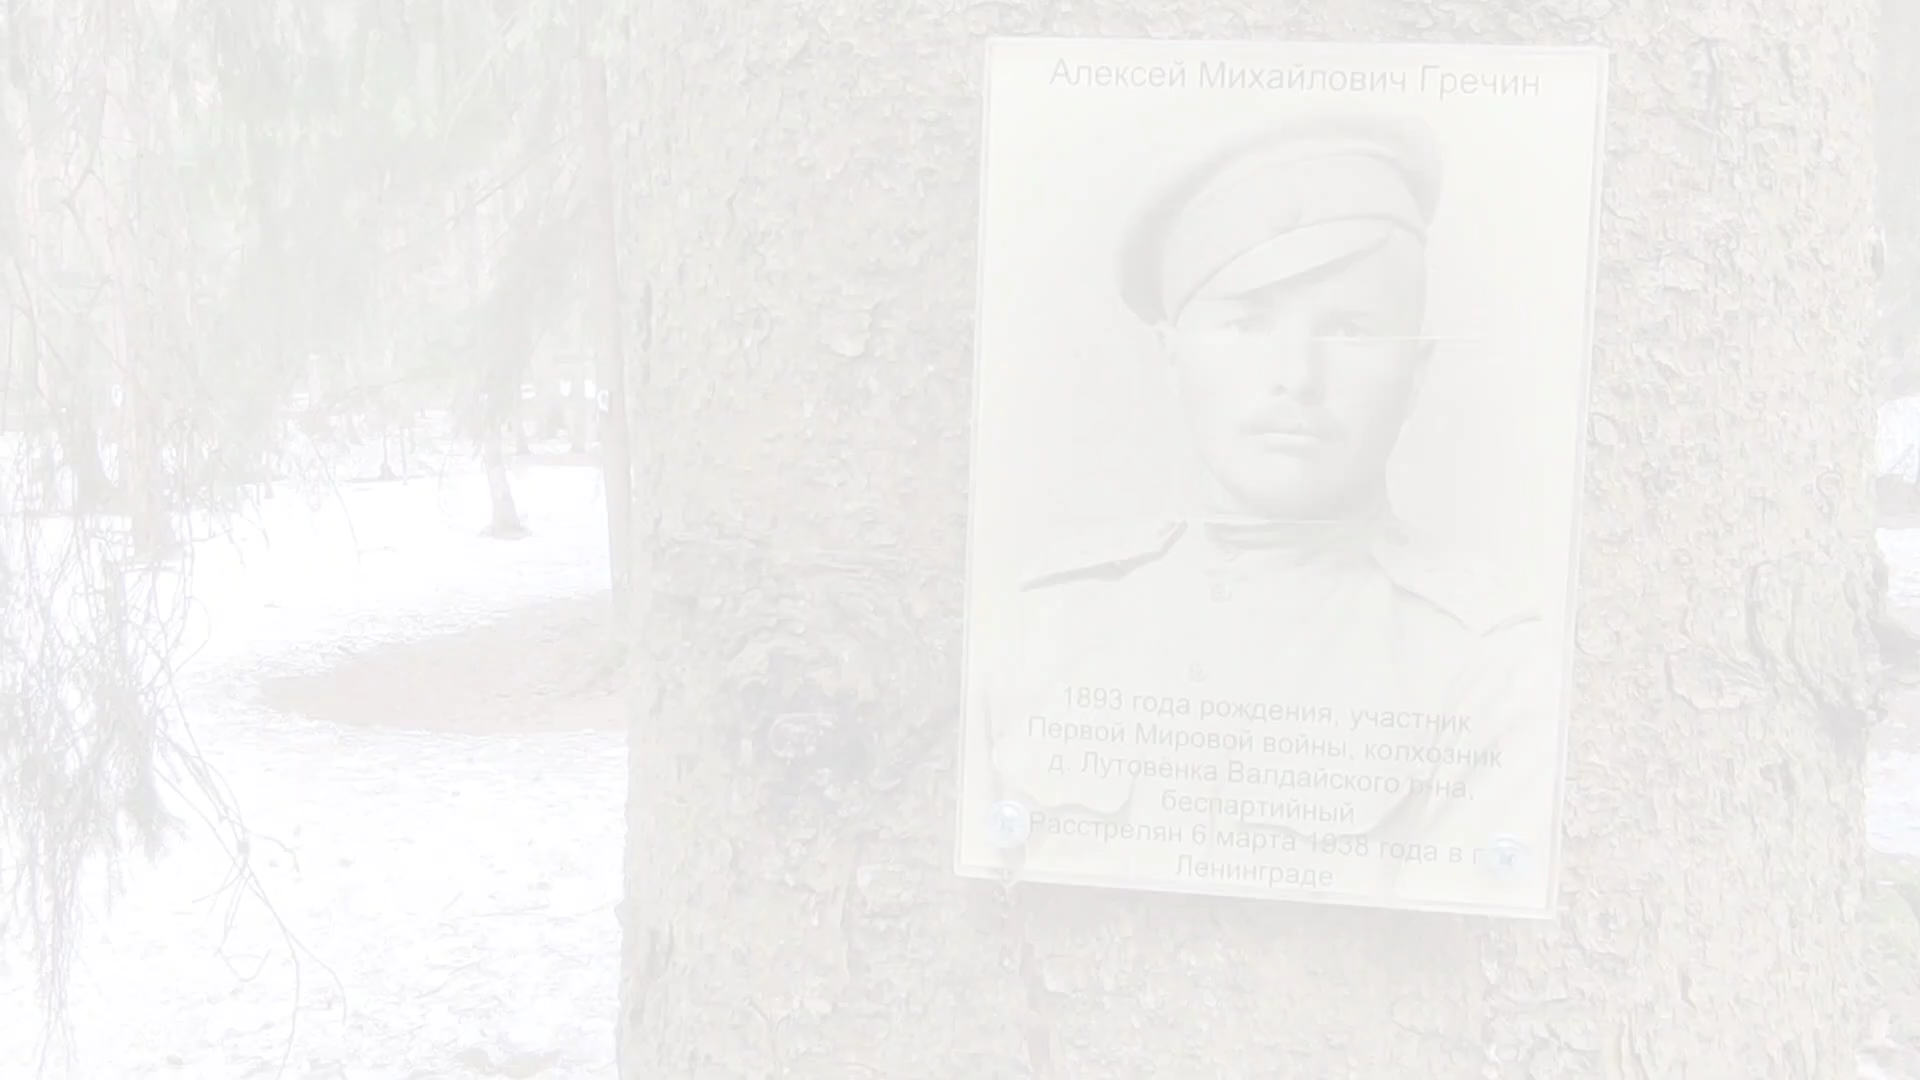 Алексей Михайлович Гречин
1893 года рождения, участник
Первой Мировой войны, колхозник
д. Лутовёнка Валдайского р-на,
беспартийный
Расстрелян 6 марта 1938 года в г.
Ленинграде